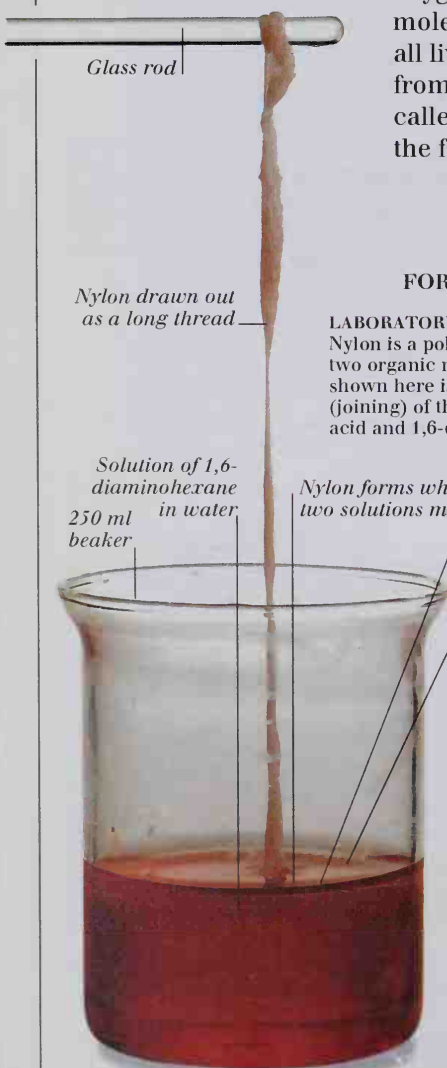 mole
all liv
from
calle
the f
Glass rod
FOR
Nylon drawn out
as a long thread
LABORATOR
Nylon is a pol
two organic
shown here is
(joining) of th
acid and 1,6-
Solution of 1,6-
diaminohexane
in water
250 ml
beaker
Nylon forms wh
two solutions m